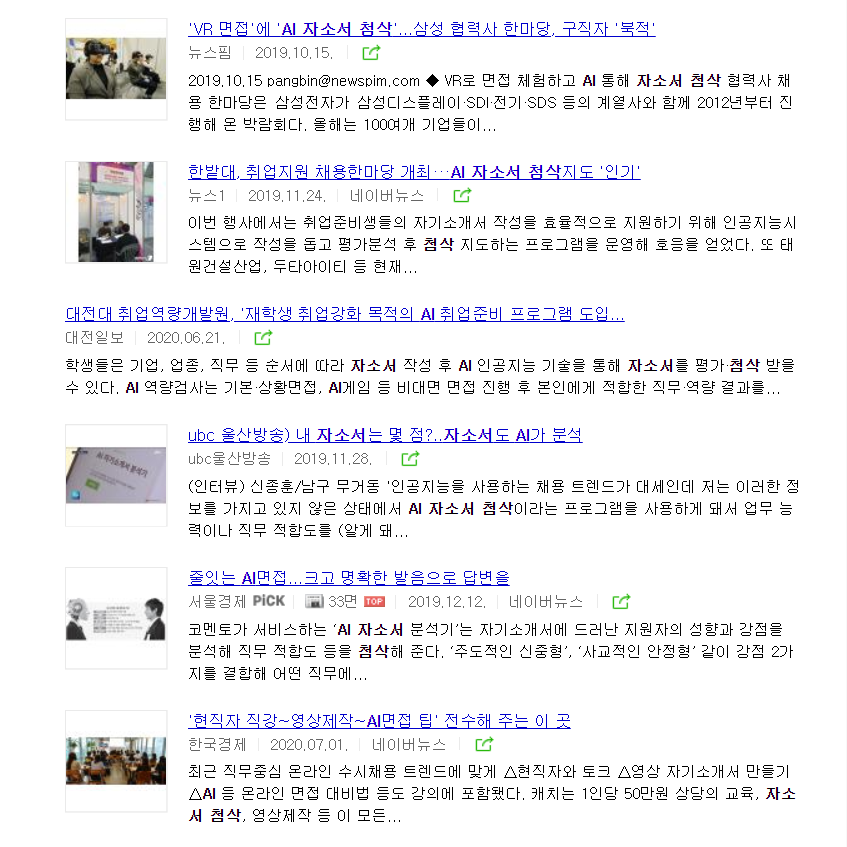 'VR 면접'에 'AI 자소서 첨삭'...삼성 협력사 한마당, 구직자 '북적'
뉴스핌 2019.10.15.
2019.10.15 pangbin@newspim.com ◆ VR로 면접 체험하고 AI 통해 자소서 첨삭 협력사 채
용 한마당은 삼성전자가 삼성디스플레이·SDI·전기·SDS 등의 계열사와 함께 2012년부터 진
행해 온 박람회다. 올해는 100여개 기업들이...
한밭대, 취업지원 채용한마당 개최…AI 자소서 첨삭지도 '인기'
뉴스1 2019.11.24. 네이버뉴스
이번 행사에서는 취업준비생들의 자기소개서 작성을 효율적으로 지원하기 위해 인공지능시
스템으로 작성을 돕고 평가분석 후 첨삭 지도하는 프로그램을 운영해 호응을 얻었다. 또 태
원건설산업, 두타아이티 등 현재...
대전대 취업역량개발원, '재학생 취업강화 목적의 AI 취업준비 프로그램 도입...
대전일보 2020.06.21.
학생들은 기업, 업종, 직무 등 순서에 따라 자소서 작성 후 AI 인공지능 기술을 통해 자소서를 평가·첨삭 받을
수 있다. AI 역량검사는 기본·상황면접, AI게임 등 비대면 면접 진행 후 본인에게 적합한 직무·역량 결과를...
AI 자기소개서 분석기
ubc 울산방송) 내 자소서는 몇 점?..자소서도 AI가 분석
ubc울산방송 2019.11.28.
(인터뷰) 신종훈/남구 무거동 '인공지능을 사용하는 채용 트렌드가 대세인데 저는 이러한 정
보를 가지고 있지 않은 상태에서 AI 자소서 첨삭이라는 프로그램을 사용하게 돼서 업무 능
력이나 직무 적합도를 (알게 돼...
줄잇는 AI면접...크고 명확한 발음으로 답변을
서울경제 PiCK 33면 TOP 2019.12.12. 네이버뉴스
코멘토가 서비스하는 ‘AI 자소서 분석기’는 자기소개서에 드러난 지원자의 성향과 강점을
분석해 직무 적합도 등을 첨삭해 준다. ‘주도적인 신중형’, ‘사교적인 안정형’ 같이 강점 2가
지를 결합해 어떤 직무에...
'현직자 직강~영상제작~AI면접 팁' 전수해 주는 이 곳
한국경제 2020.07.01. 네이버뉴스
최근 직무중심 온라인 수시채용 트렌드에 맞게 △현직자와 토크 △영상 자기소개서 만들기
△AI 등 온라인 면접 대비법 등도 강의에 포함됐다. 캐치는 1인당 50만원 상당의 교육, 자소
서 첨삭, 영상제작 등 이 모든...